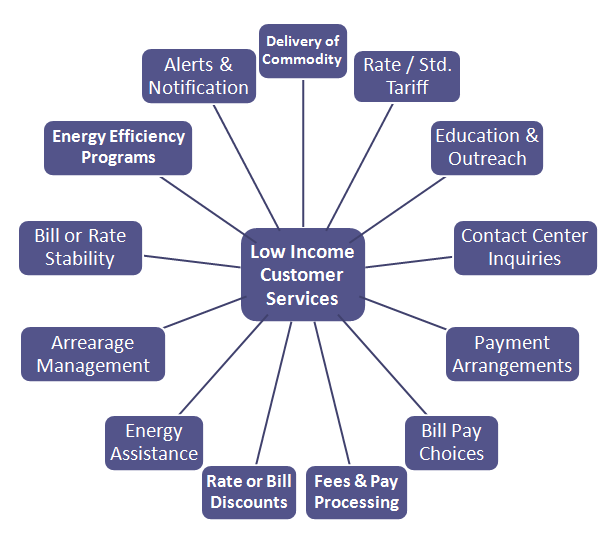 Delivery of
Commodity
Rate / Std.
Tariff
Education &
Outreach
Contact Center
Inquiries
Payment
Arrangements
Bill Pay
Choices
Fees & Pay
Processing
Rate or Bill
Discounts
Energy
Assistance
Arrearage
Management
Bill or Rate
Stability
Energy Efficiency
Programs
Alerts &
Notification
Low Income
Customer
Services